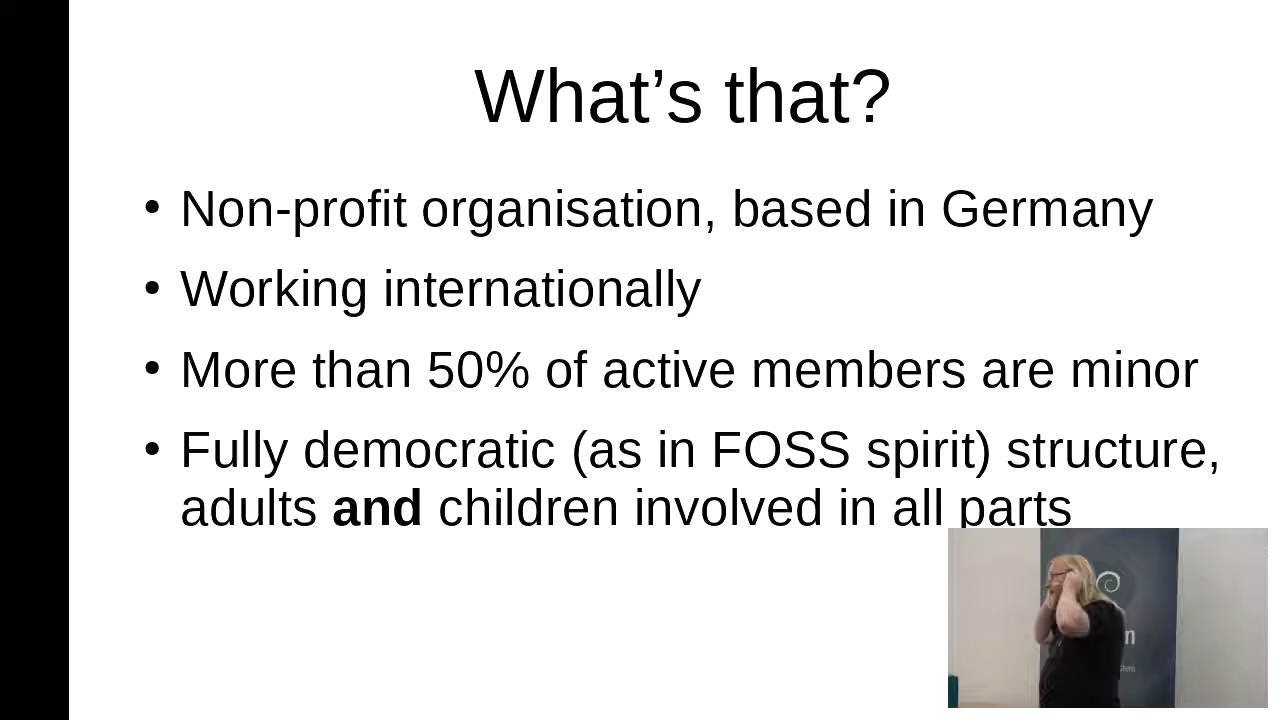 What’s that?
• Non-profit organisation, based in Germany
• Working internationally
• More than 50% of active members are minor
• Fully democratic (as in FOSS spirit) structure,
adults and children involved in all parts